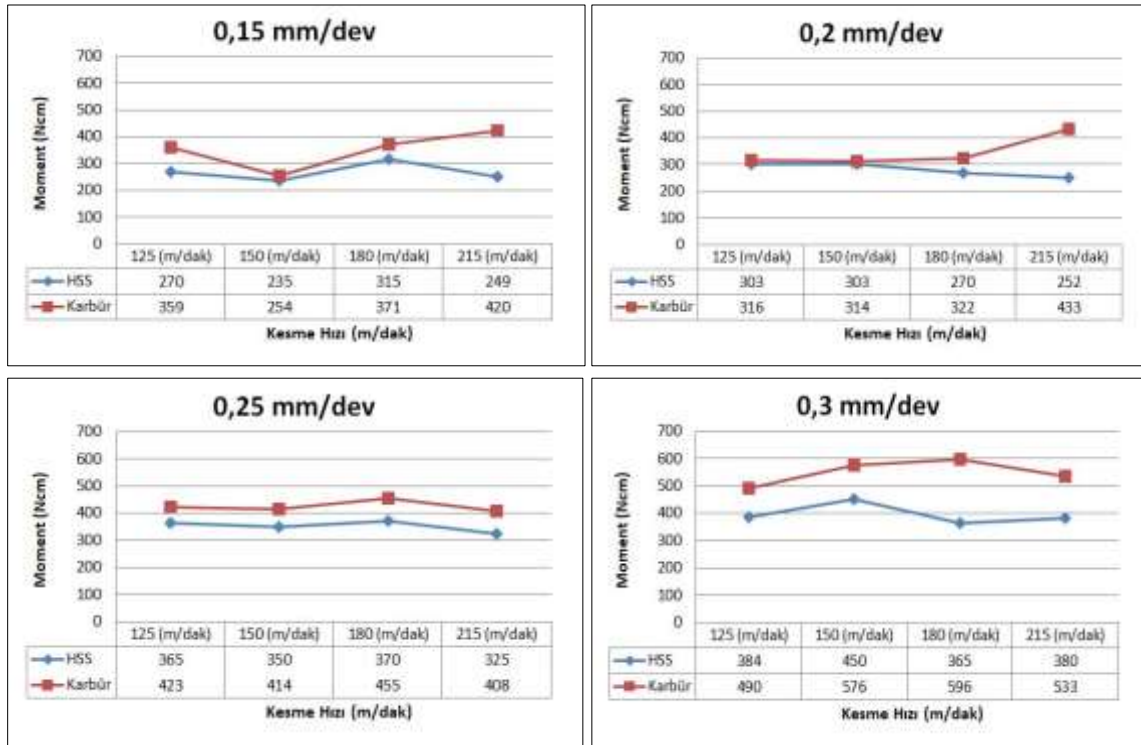 0,15 mm/dev
Moment (Ncm)
700
600
500
400
300
200
100
0
125 (m/dak) 150 (m/dak) 180 (m/dak) 215 (m/dak)
HSS 270 235 315 249
Karbür 359 254 371 420
Kesme Hızı (m/dak)
0,2 mm/dev
Moment (Ncm)
700
600
500
400
300
200
100
0
125 (m/dak) 150 (m/dak) 180 (m/dak) 215 (m/dak)
HSS 303 303 270 252
Karbür 316 314 322 433
Kesme Hızı (m/dak)
0,25 mm/dev
Moment (Ncm)
700
600
500
400
300
200
100
0
125 (m/dak) 150 (m/dak) 180 (m/dak) 215 (m/dak)
HSS 365 350 370 325
Karbür 423 414 455 408
Kesme Hızı (m/dak)
0,3 mm/dev
Moment (Ncm)
700
600
500
400
300
200
100
0
125 (m/dak) 150 (m/dak) 180 (m/dak) 215 (m/dak)
HSS 384 450 365 380
Karbür 490 576 596 533
Kesme Hızı (m/dak)